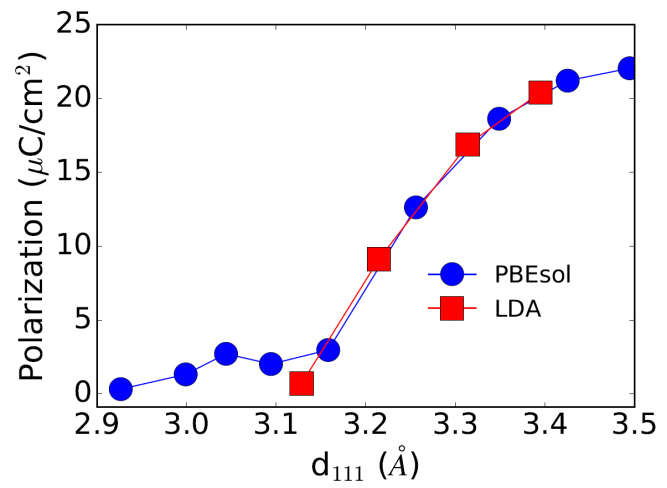 Polarization (μC/cm²)
25
20
15
10
5
0
PBEsol
LDA
2.9 3.0 3.1 3.2 3.3 3.4 3.5
d₁₁₁ (Å)